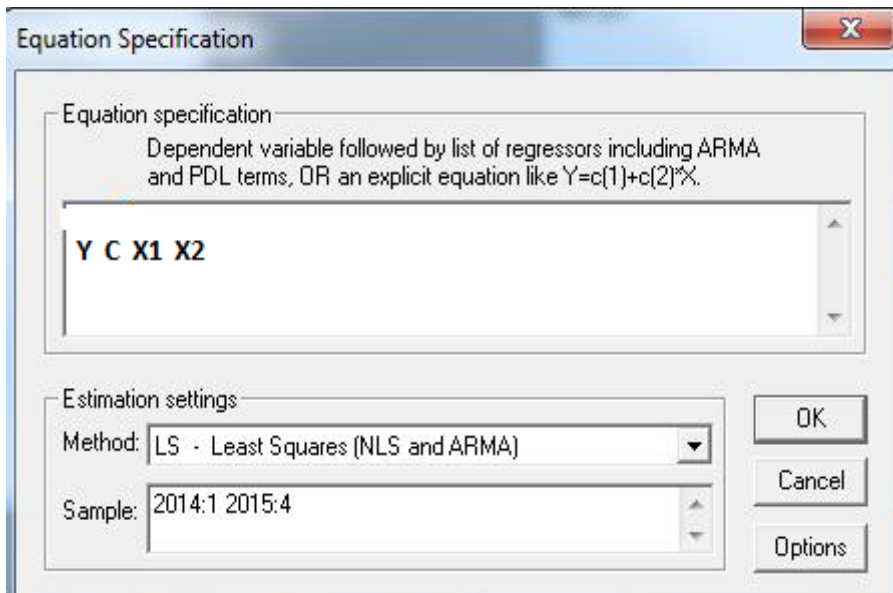 Equation Specification
Equation specification
Dependent variable followed by list of regressors including ARMA
and PDL terms, OR an explicit equation like Y=c(1)+c(2)*X.
Y C X1 X2
Estimation settings
Method: LS - Least Squares (NLS and ARMA)
Sample: 2014:1 2015:4
OK
Cancel
Options